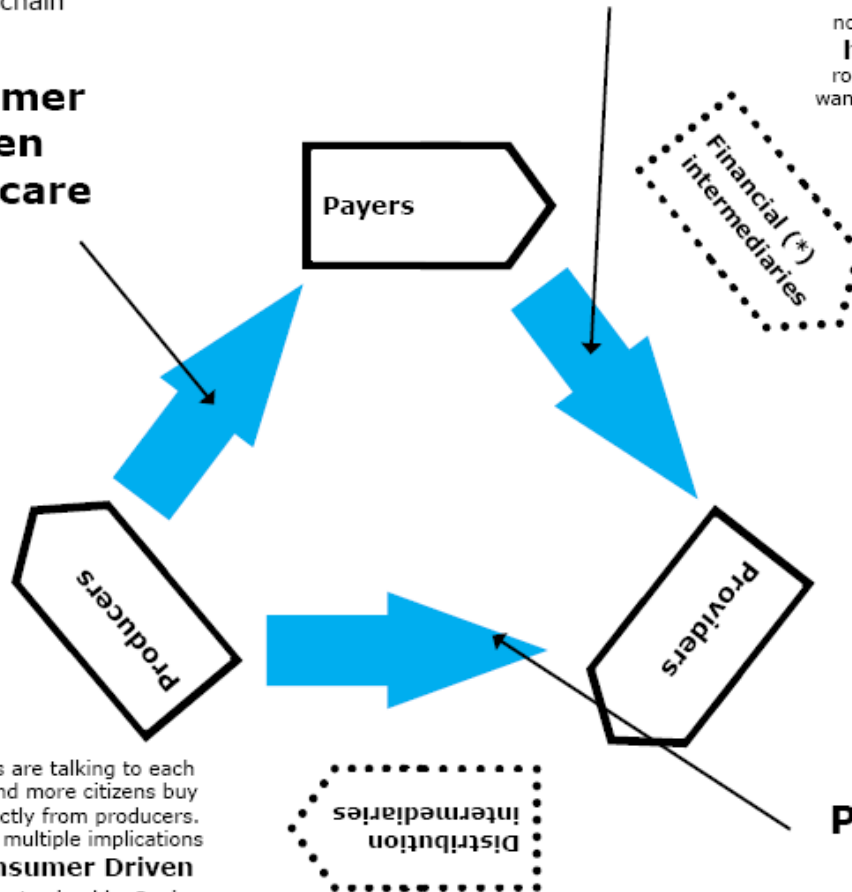 chain
mer
en
care
Payers
Financial (*)
intermediaries
Producers
Providers
s are talking to each
nd more citizens buy
ctly from producers.
multiple implications
nsumer Driven
Distribution
intermediaries
P
no
ro
wan